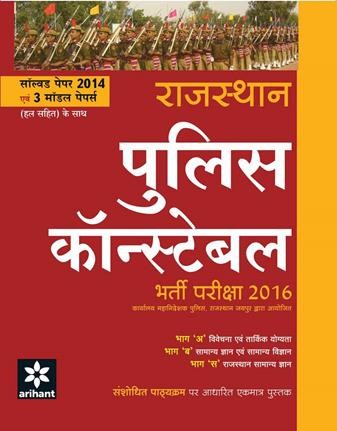 सॉल्वड पेपर 2014
एवं 3 मॉडल पेपर्स
(हल सहित) के साथ
राजस्थान
पुलिस
कॉन्स्टेबल
भर्ती परीक्षा 2016
कार्यालय महानिदेशक पुलिस, राजस्थान जयपुर द्वारा आयोजित
भाग 'अ' विवेचना एवं तार्किक योग्यता
भाग 'ब' सामान्य ज्ञान एवं सामान्य विज्ञान
भाग 'स' राजस्थान सामान्य ज्ञान
संशोधित पाठ्यक्रम पर आधारित एकमात्र पुस्तक
arihant